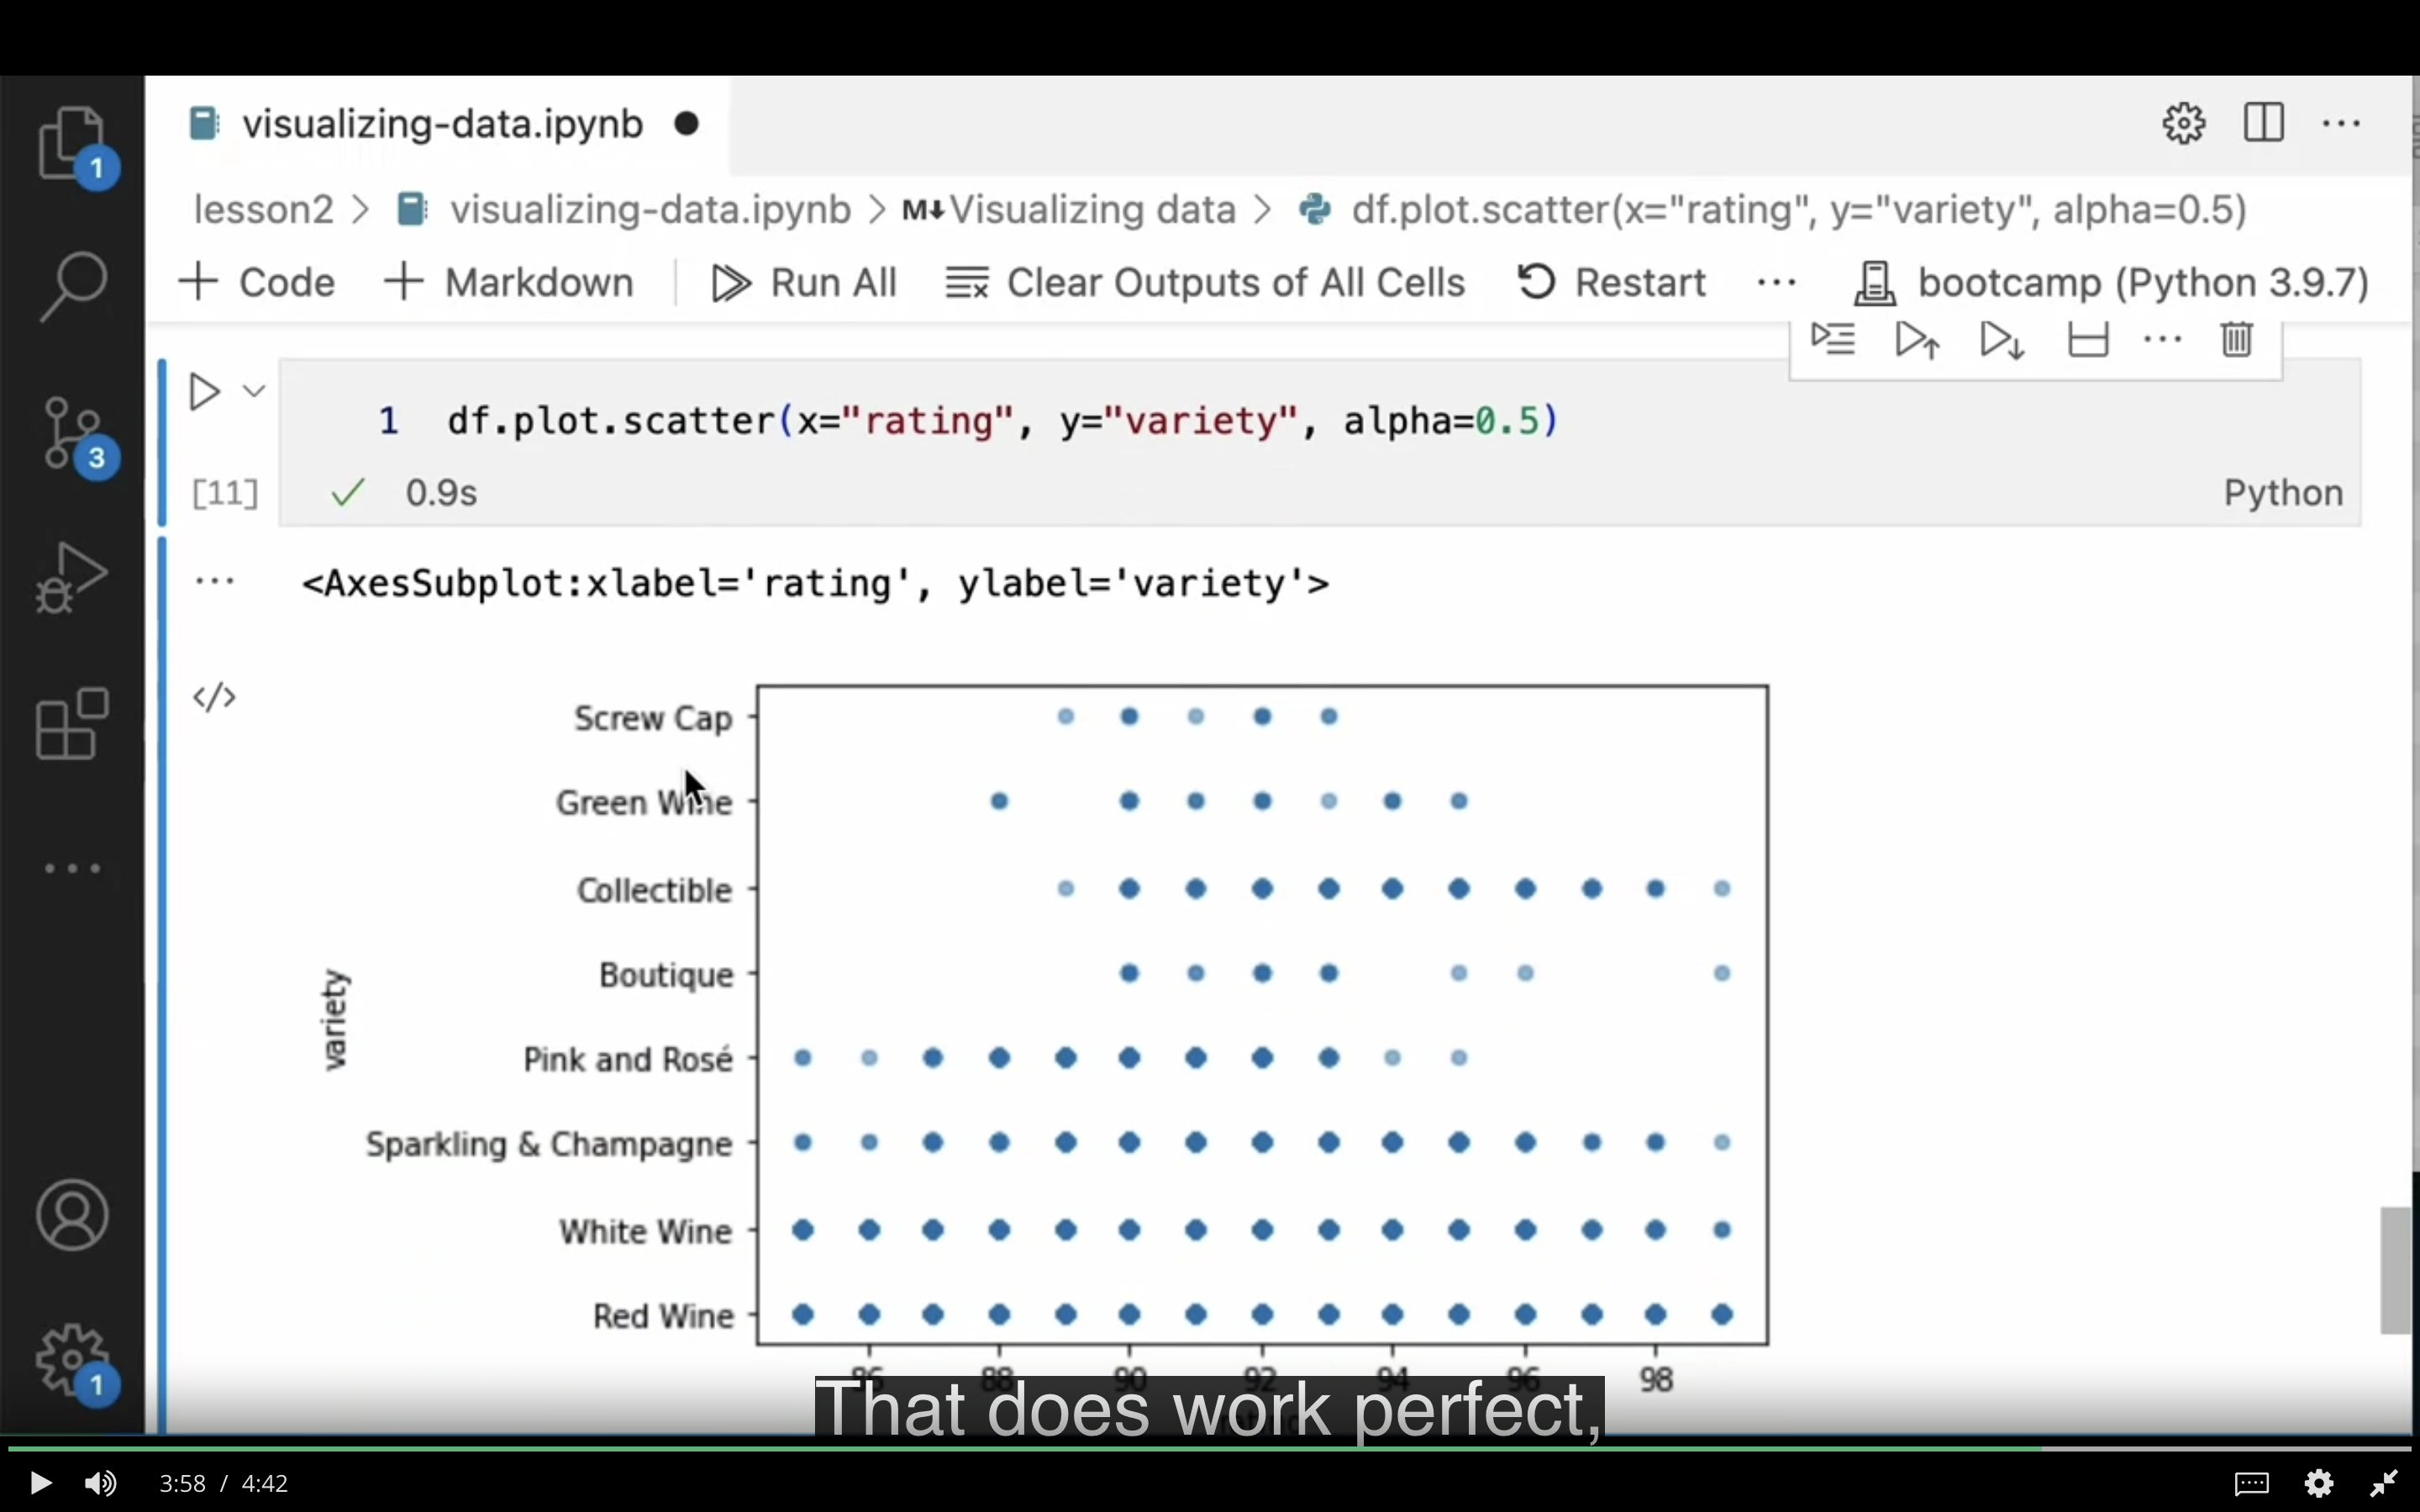 visualizing-data.ipynb
1
lesson2 > visualizing-data.ipynb > M↓ Visualizing data > df.plot.scatter(x="rating", y="variety", alpha=0.5)
+ Code + Markdown Run All Clear Outputs of All Cells Restart ... bootcamp (Python 3.9.7)
1 df.plot.scatter(x="rating", y="variety", alpha=0.5)
3
[11] ✓ 0.9s Python
... <AxesSubplot:xlabel='rating', ylabel='variety'>
</>
Screw Cap
Green Wine
Collectible
Boutique
variety
Pink and Rosé
Sparkling & Champagne
White Wine
Red Wine
86 88 90 92 94 96 98
1
That does work perfect,
3:58 / 4:42